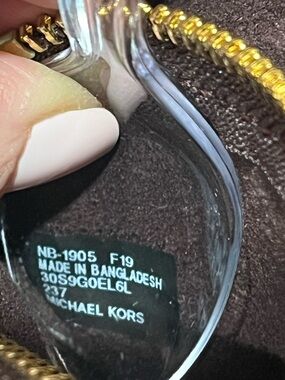 NB-1905 F19
MADE IN BANGLADESH
30S9G0EL6L
237
MICHAEL KORS